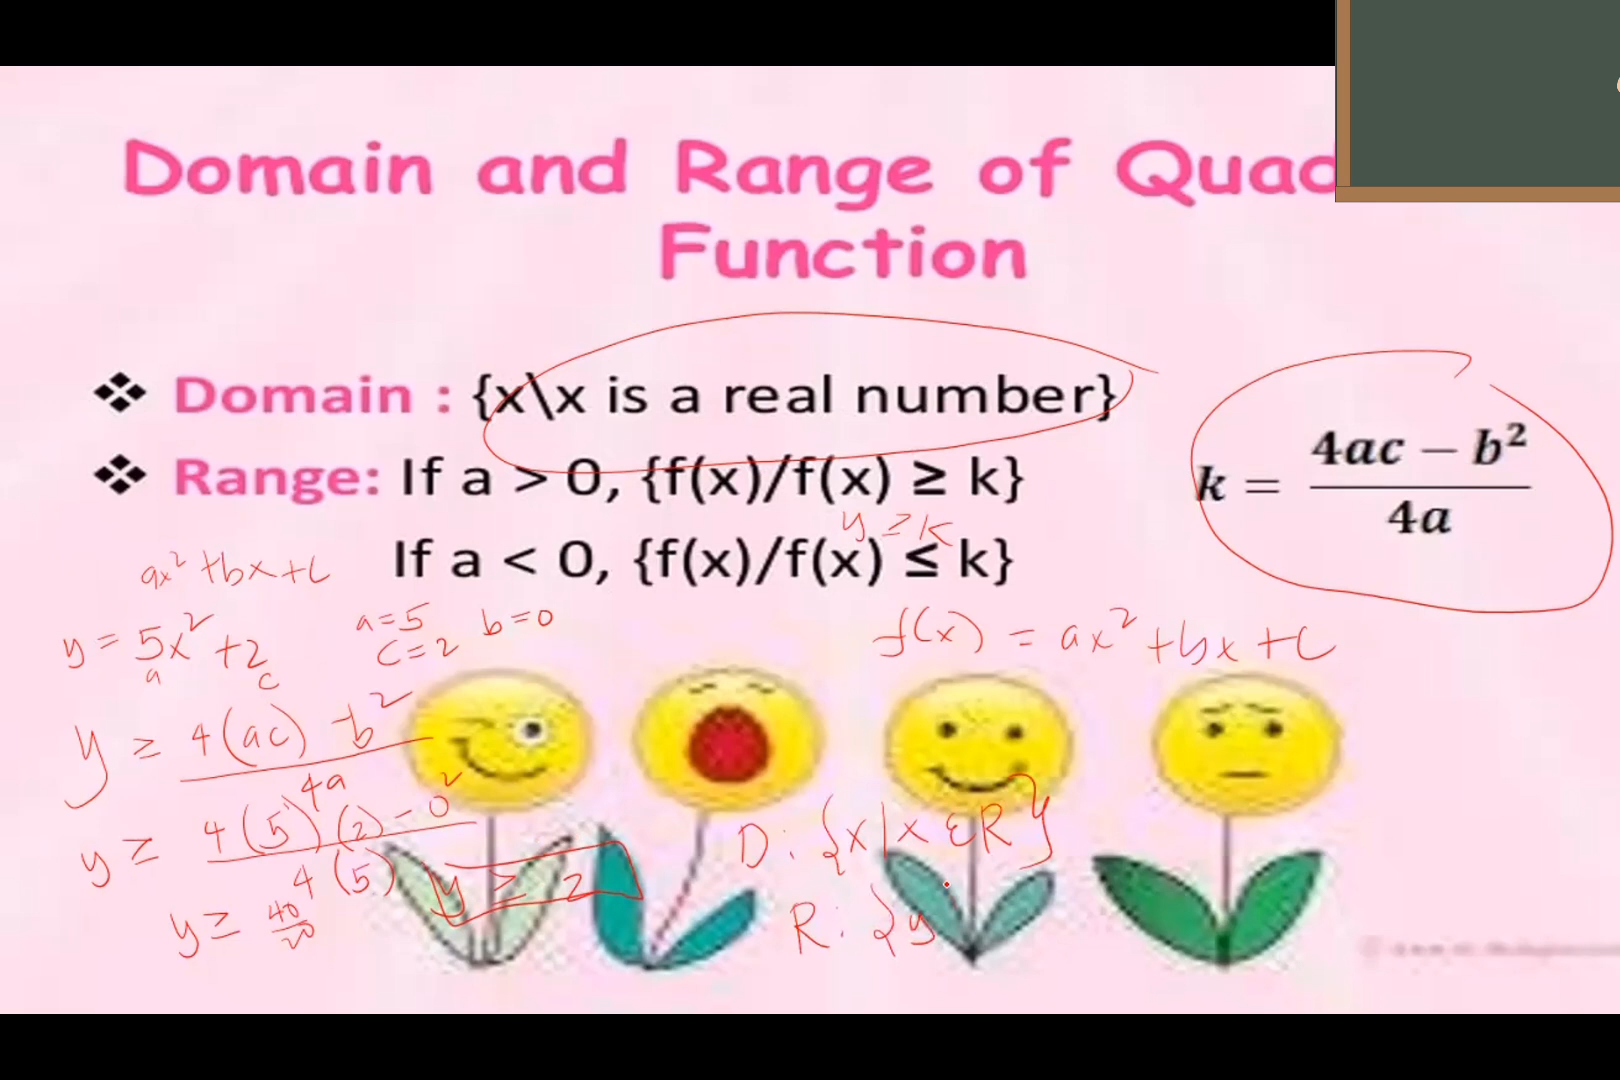 Domain and Range of Quad
Function
❖ Domain : {x\x is a real number}
❖ Range: If a > 0, {f(x)/f(x) ≥ k}
k = (4ac − b²)/4a
y ≥ k
If a < 0, {f(x)/f(x) ≤ k}
ax² + bx + c
a=5 b=0
c=2
y = 5x² + 2
a c
f(x) = ax² + bx + c
y ≥ (4(ac) - b²)/4a
y ≥ (4(5)(2) - 0²)/4(5)
y ≥ 40/20
y ≥ 2
D: {x|x ∈ R}
R: {y